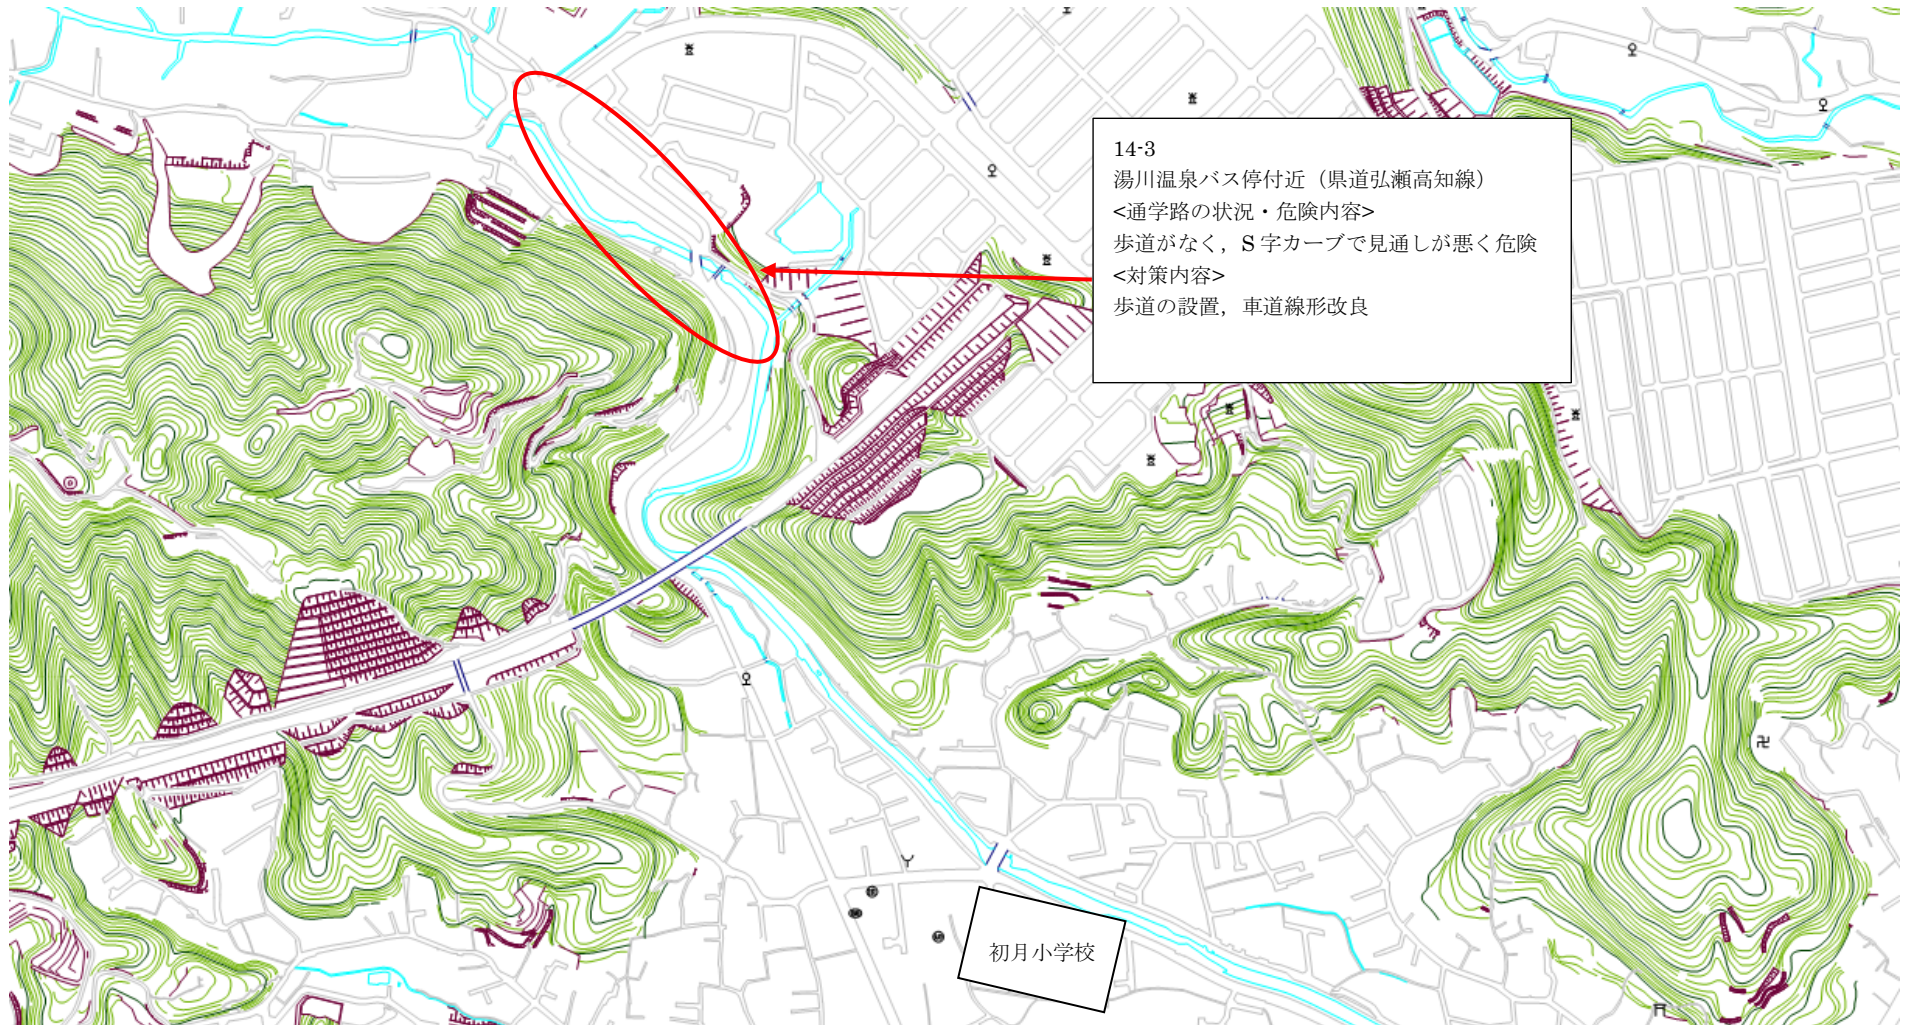 14-3
湯川温泉バス停付近（県道弘瀬高知線）
<通学路の状況・危険内容>
歩道がなく，S字カーブで見通しが悪く危険
<対策内容>
歩道の設置，車道線形改良
初月小学校